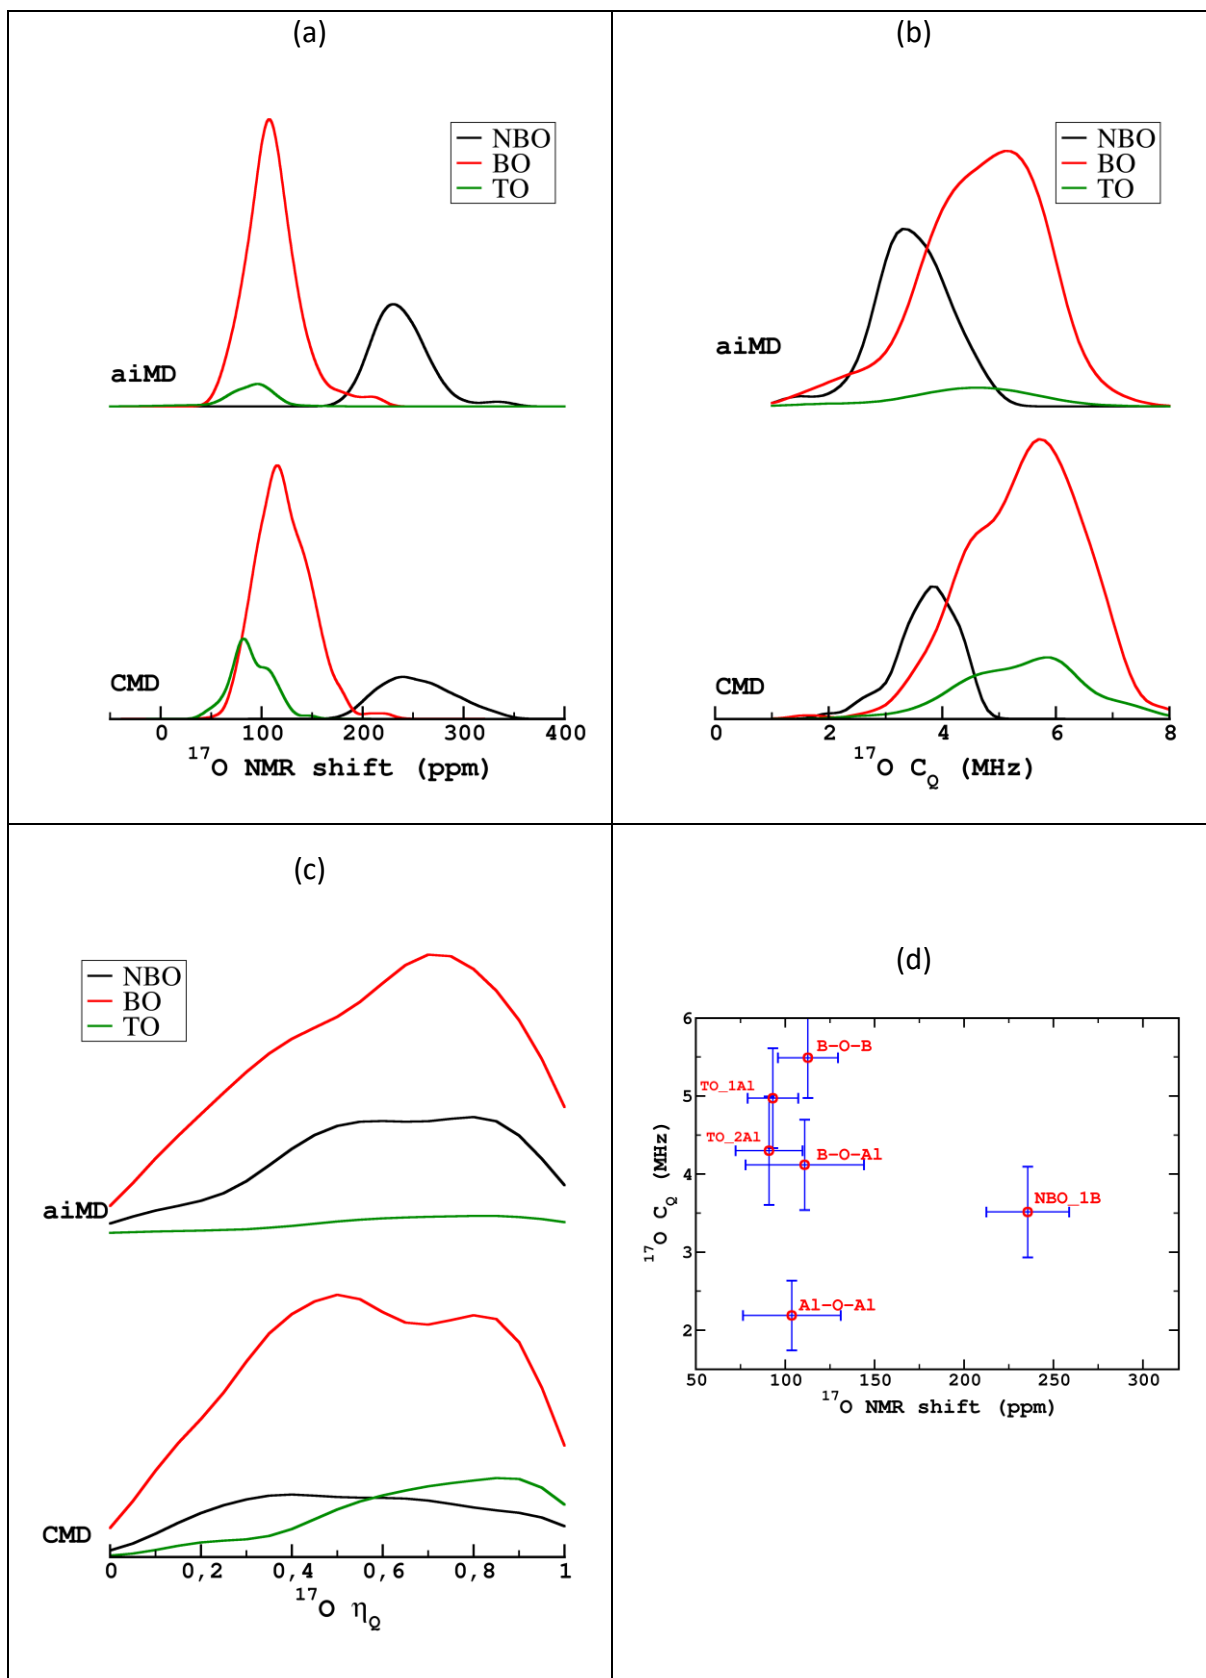 (a)
NBO
BO
TO
aiMD
CMD
0 100 200 300 400
17O NMR shift (ppm)
(b)
NBO
BO
TO
aiMD
CMD
0 2 4 6 8
17O CQ (MHz)
(c)
NBO
BO
TO
aiMD
CMD
0 0,2 0,4 0,6 0,8 1
17O ηQ
(d)
6
5
4
3
2
17O CQ (MHz)
B-O-B
TO_1Al
TO_2Al
B-O-Al
NBO_1B
Al-O-Al
50 100 150 200 250 300
17O NMR shift (ppm)